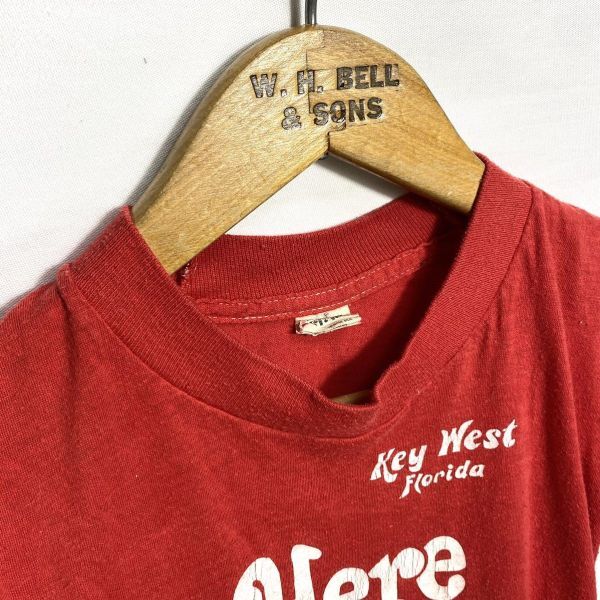 W. H. BELL
& SONS
Key West
Florida